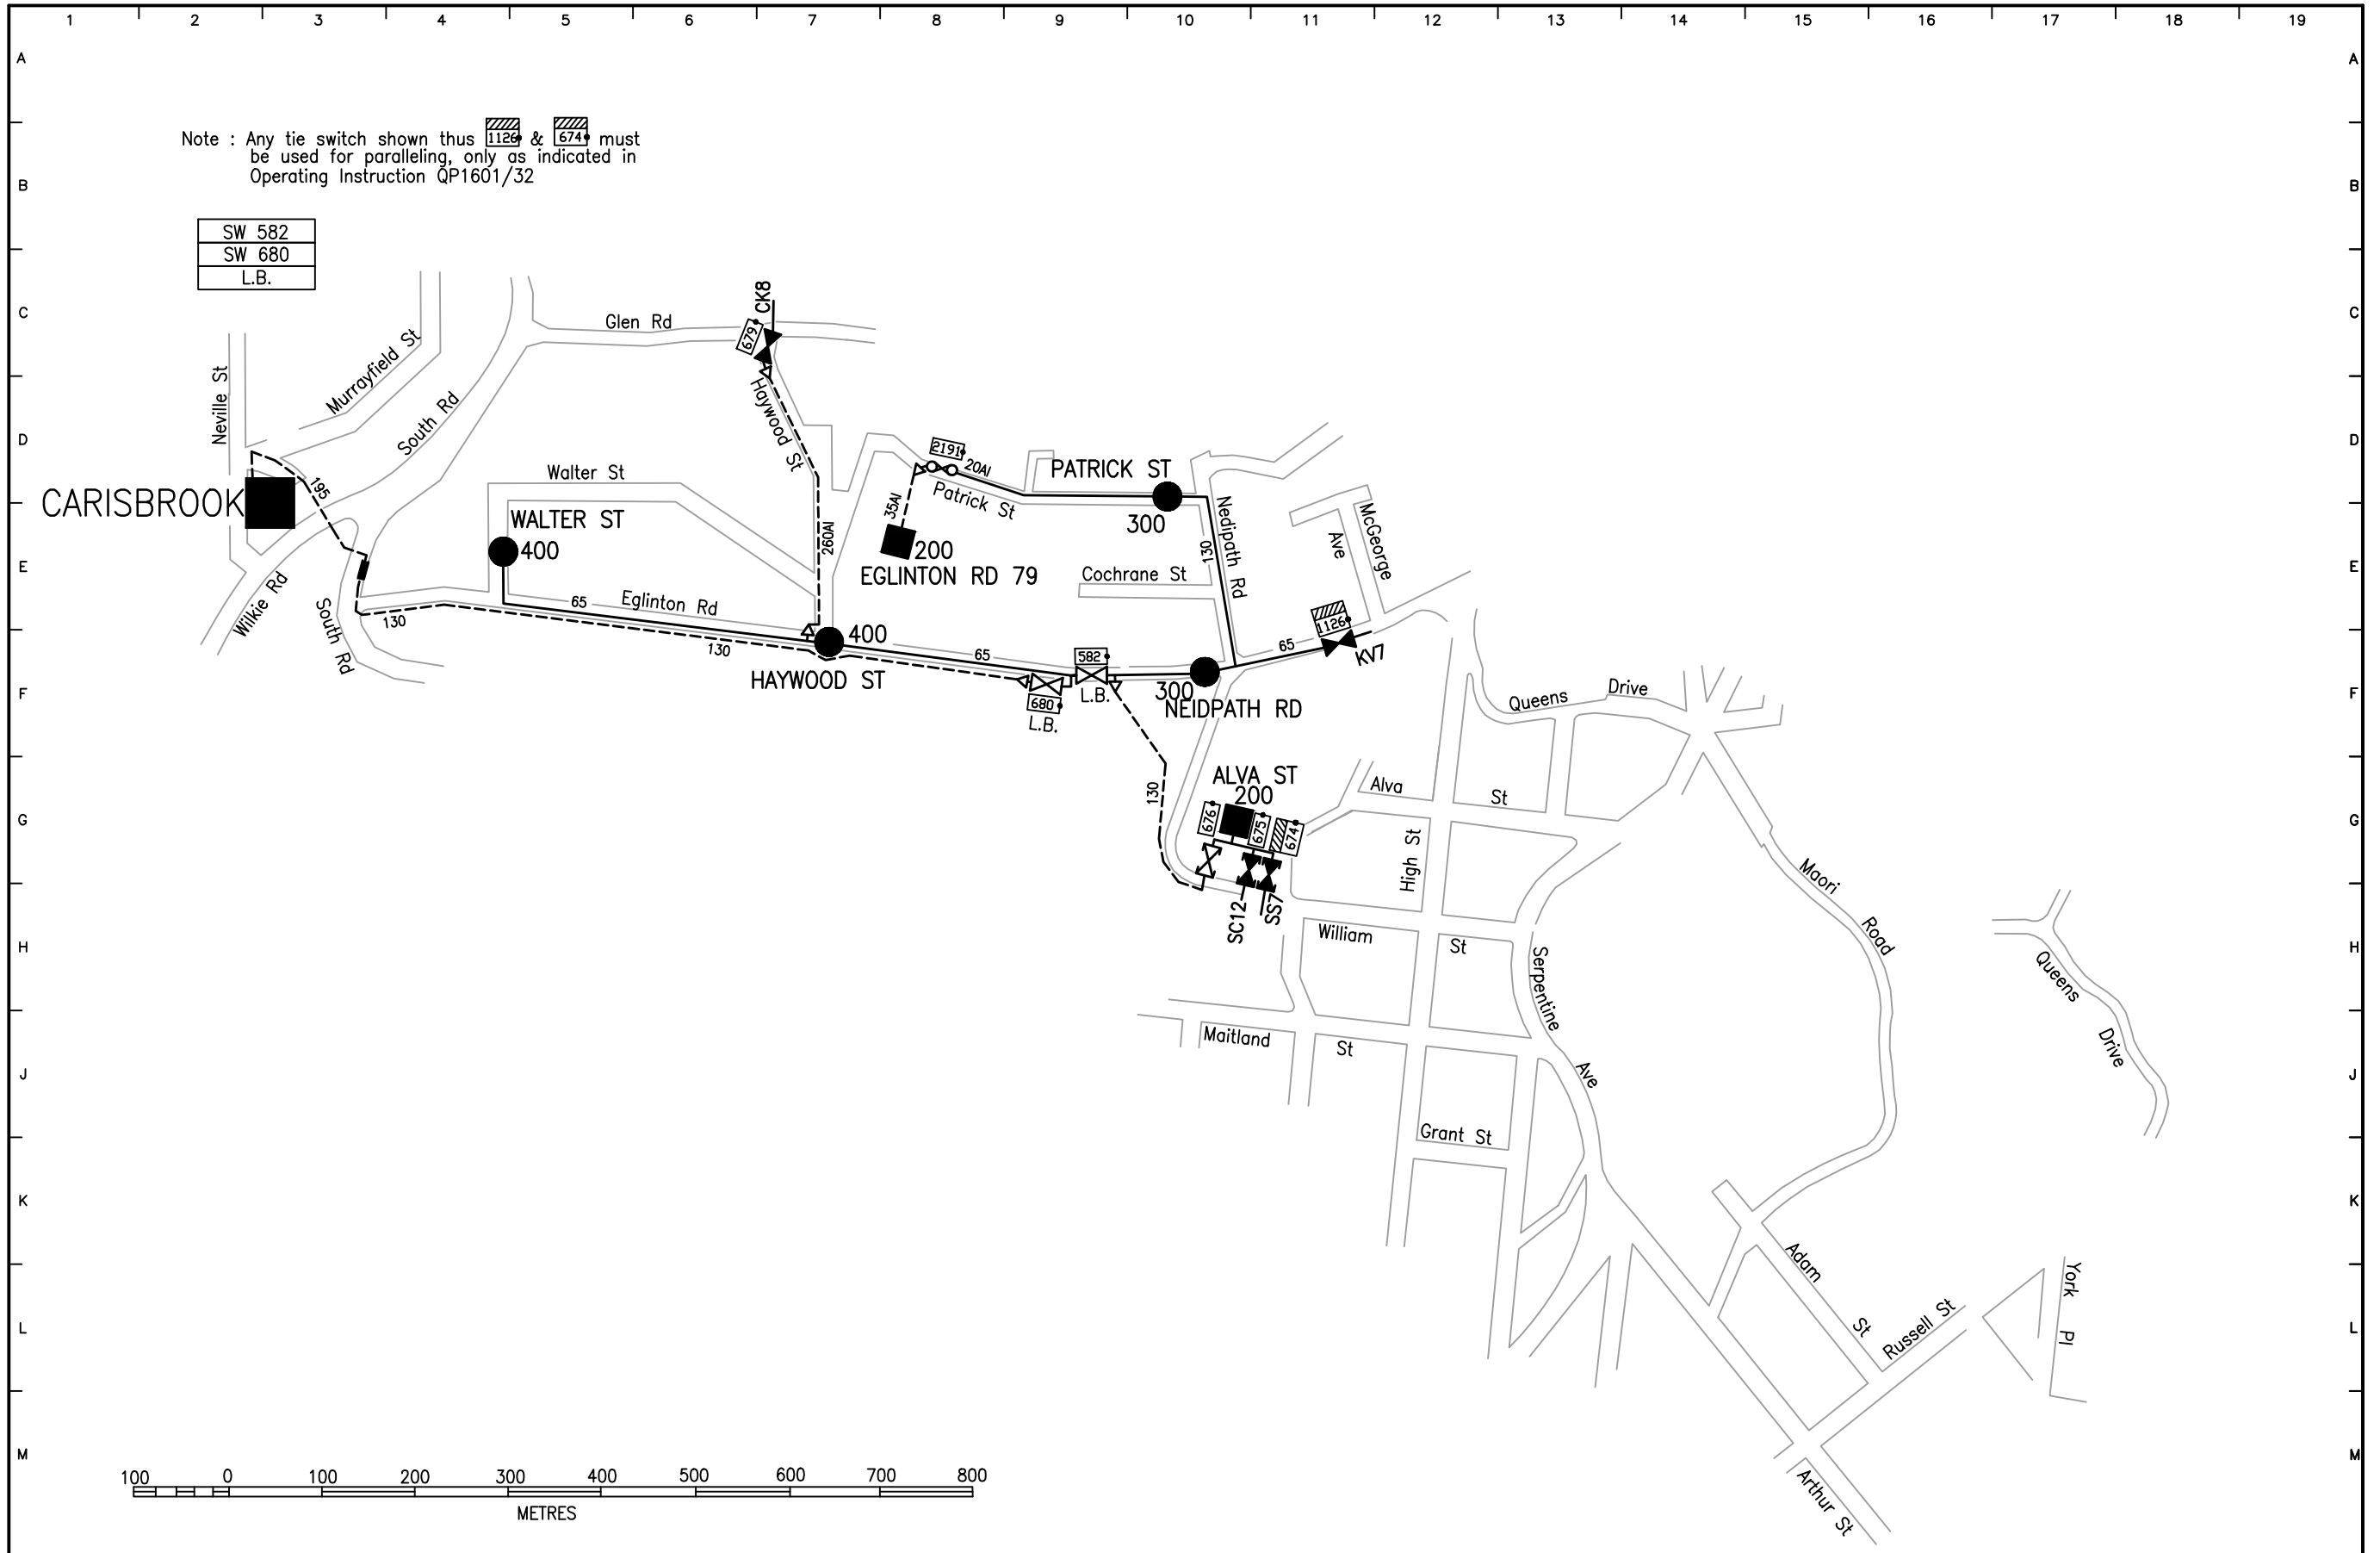 1 2 3 4 5 6 7 8 9 10 11 12 13 14 15 16 17 18 19
A A
Note : Any tie switch shown thus 1126 & 674 must
be used for paralleling, only as indicated in
Operating Instruction QP1601/32
B B
SW 582
SW 680
L.B.
C C
CK8
679
Glen Rd
Murrayfield St
Neville St
South Rd
Haywood St
D D
2191
20Al
PATRICK ST
Walter St
Patrick St
195
CARISBROOK
35Al
300
Nedipath Rd
McGeorge
Ave
WALTER ST
400
260Al
200
130
EGLINTON RD 79
E E
Cochrane St
Wilkie Rd
South Rd
130
65
Eglinton Rd
1126
400
130
65
582
65
KV7
HAYWOOD ST
F F
680
L.B.
L.B.
300
NEIDPATH RD
Queens Drive
ALVA ST
200
Alva St
130
676
675
674
G G
High St
Maori
Road
SC12
SS7
William St
H H
Serpentine
Ave
Queens
Drive
Maitland St
J J
Grant St
K K
Adam
St
York
Pl
L L
Russell St
M M
Arthur St
100 0 100 200 300 400 500 600 700 800
METRES